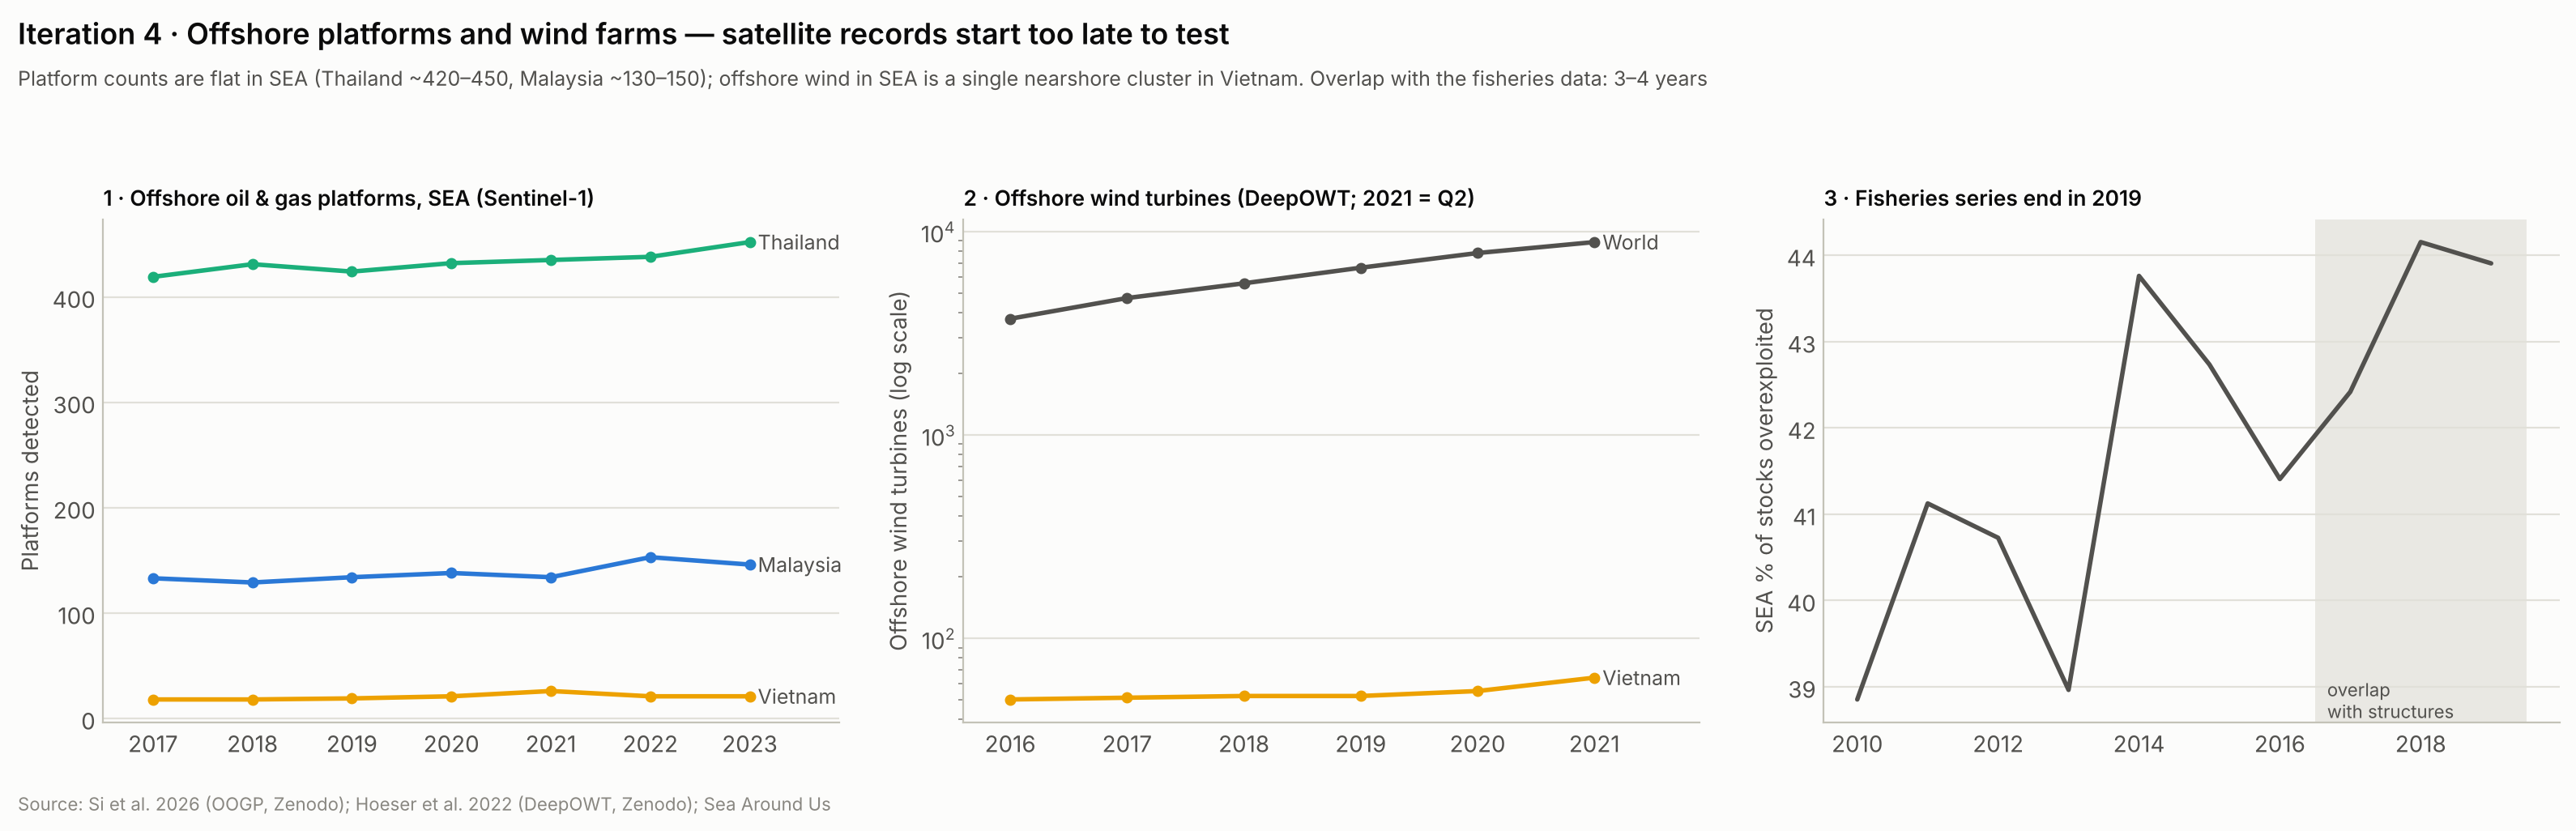 Iteration 4 · Offshore platforms and wind farms — satellite records start too late to test
Platform counts are flat in SEA (Thailand ~420–450, Malaysia ~130–150); offshore wind in SEA is a single nearshore cluster in Vietnam. Overlap with the fisheries data: 3–4 years
1 · Offshore oil & gas platforms, SEA (Sentinel-1)
Platforms detected
400
300
200
100
0
Thailand
Malaysia
Vietnam
2017 2018 2019 2020 2021 2022 2023
2 · Offshore wind turbines (DeepOWT; 2021 = Q2)
Offshore wind turbines (log scale)
10⁴
10³
10²
World
Vietnam
2016 2017 2018 2019 2020 2021
3 · Fisheries series end in 2019
SEA % of stocks overexploited
44
43
42
41
40
39
overlap
with structures
2010 2012 2014 2016 2018
Source: Si et al. 2026 (OOGP, Zenodo); Hoeser et al. 2022 (DeepOWT, Zenodo); Sea Around Us